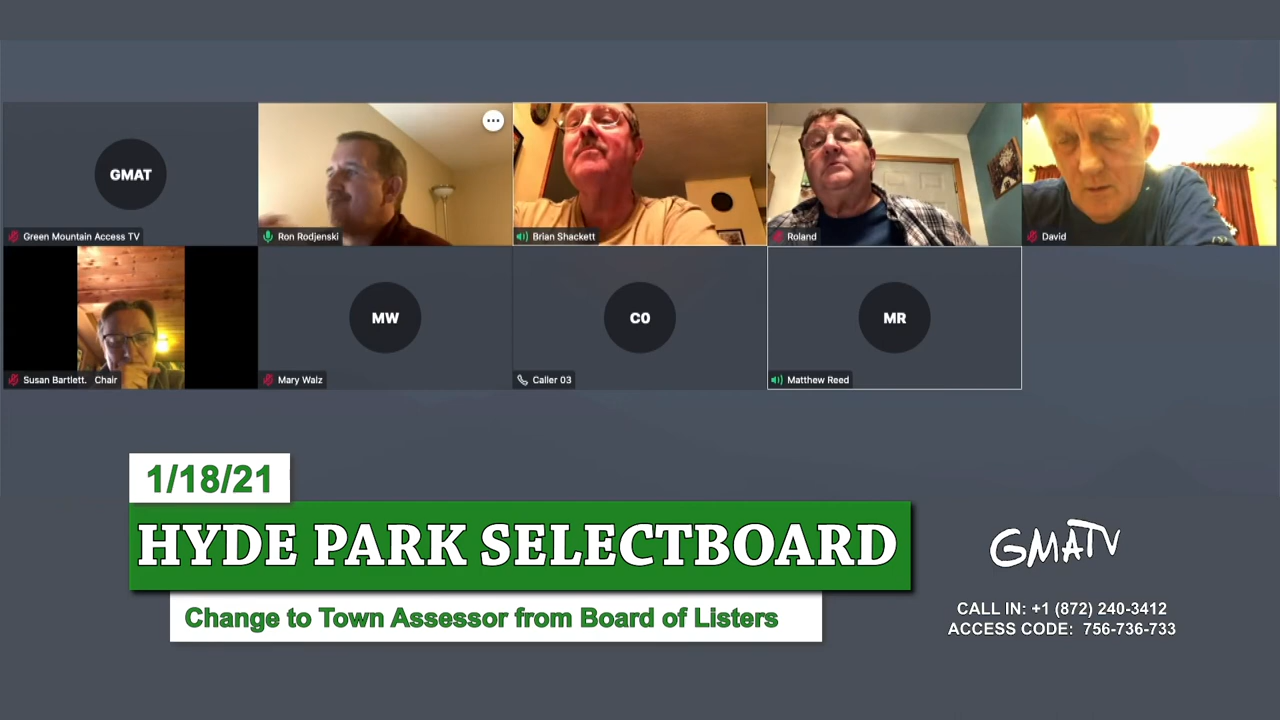 GMAT
Green Mountain Access TV
Ron Rodjenski
Brian Shackett
Roland
David
MW
C0
MR
Susan Bartlett. Chair
Mary Walz
Caller 03
Matthew Reed
1/18/21
HYDE PARK SELECTBOARD
Change to Town Assessor from Board of Listers
GMATV
CALL IN: +1 (872) 240-3412
ACCESS CODE: 756-736-733